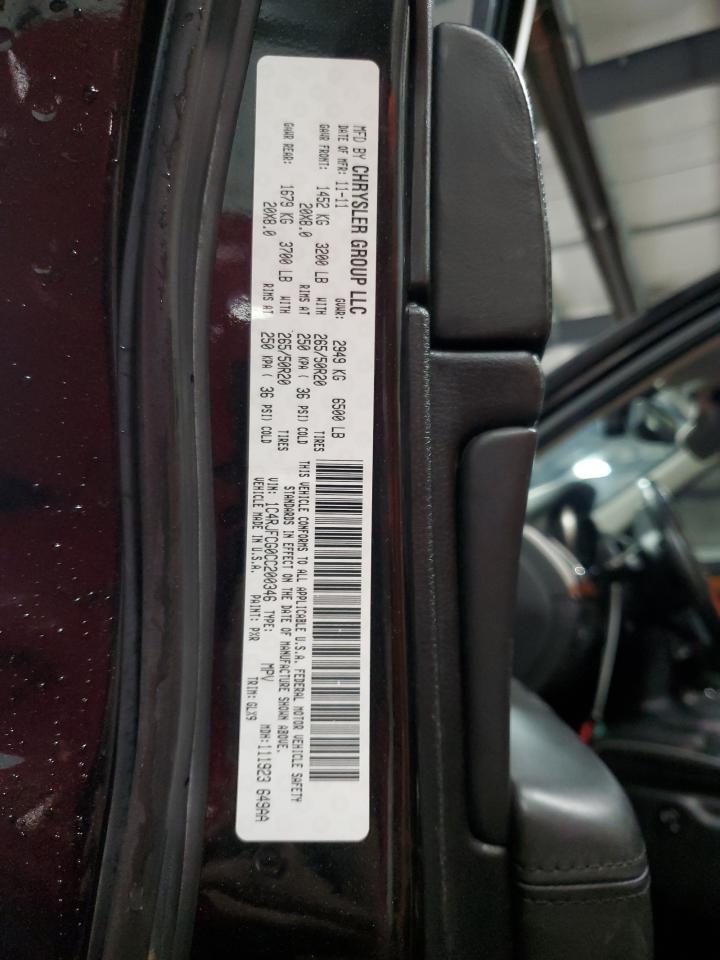 MFD BY CHRYSLER GROUP LLC
DATE OF MFR: 11-11 GVWR: 2949 KG 6500 LB
GAWR FRONT: 1452 KG 3200 LB WITH 265/50R20 TIRES
20X8.0 RIMS AT 250 KPA ( 36 PSI) COLD
GAWR REAR: 1679 KG 3700 LB WITH 265/50R20 TIRES
20X8.0 RIMS AT 250 KPA ( 36 PSI) COLD
THIS VEHICLE CONFORMS TO ALL APPLICABLE U.S.A. FEDERAL MOTOR VEHICLE SAFETY
STANDARDS IN EFFECT ON THE DATE OF MANUFACTURE SHOWN ABOVE.
VIN: 1C4RJFCG0CC200346 TYPE: MPV MDH:111923 649AA
VEHICLE MADE IN U.S.A. PAINT: PXR TRIM: GLX9